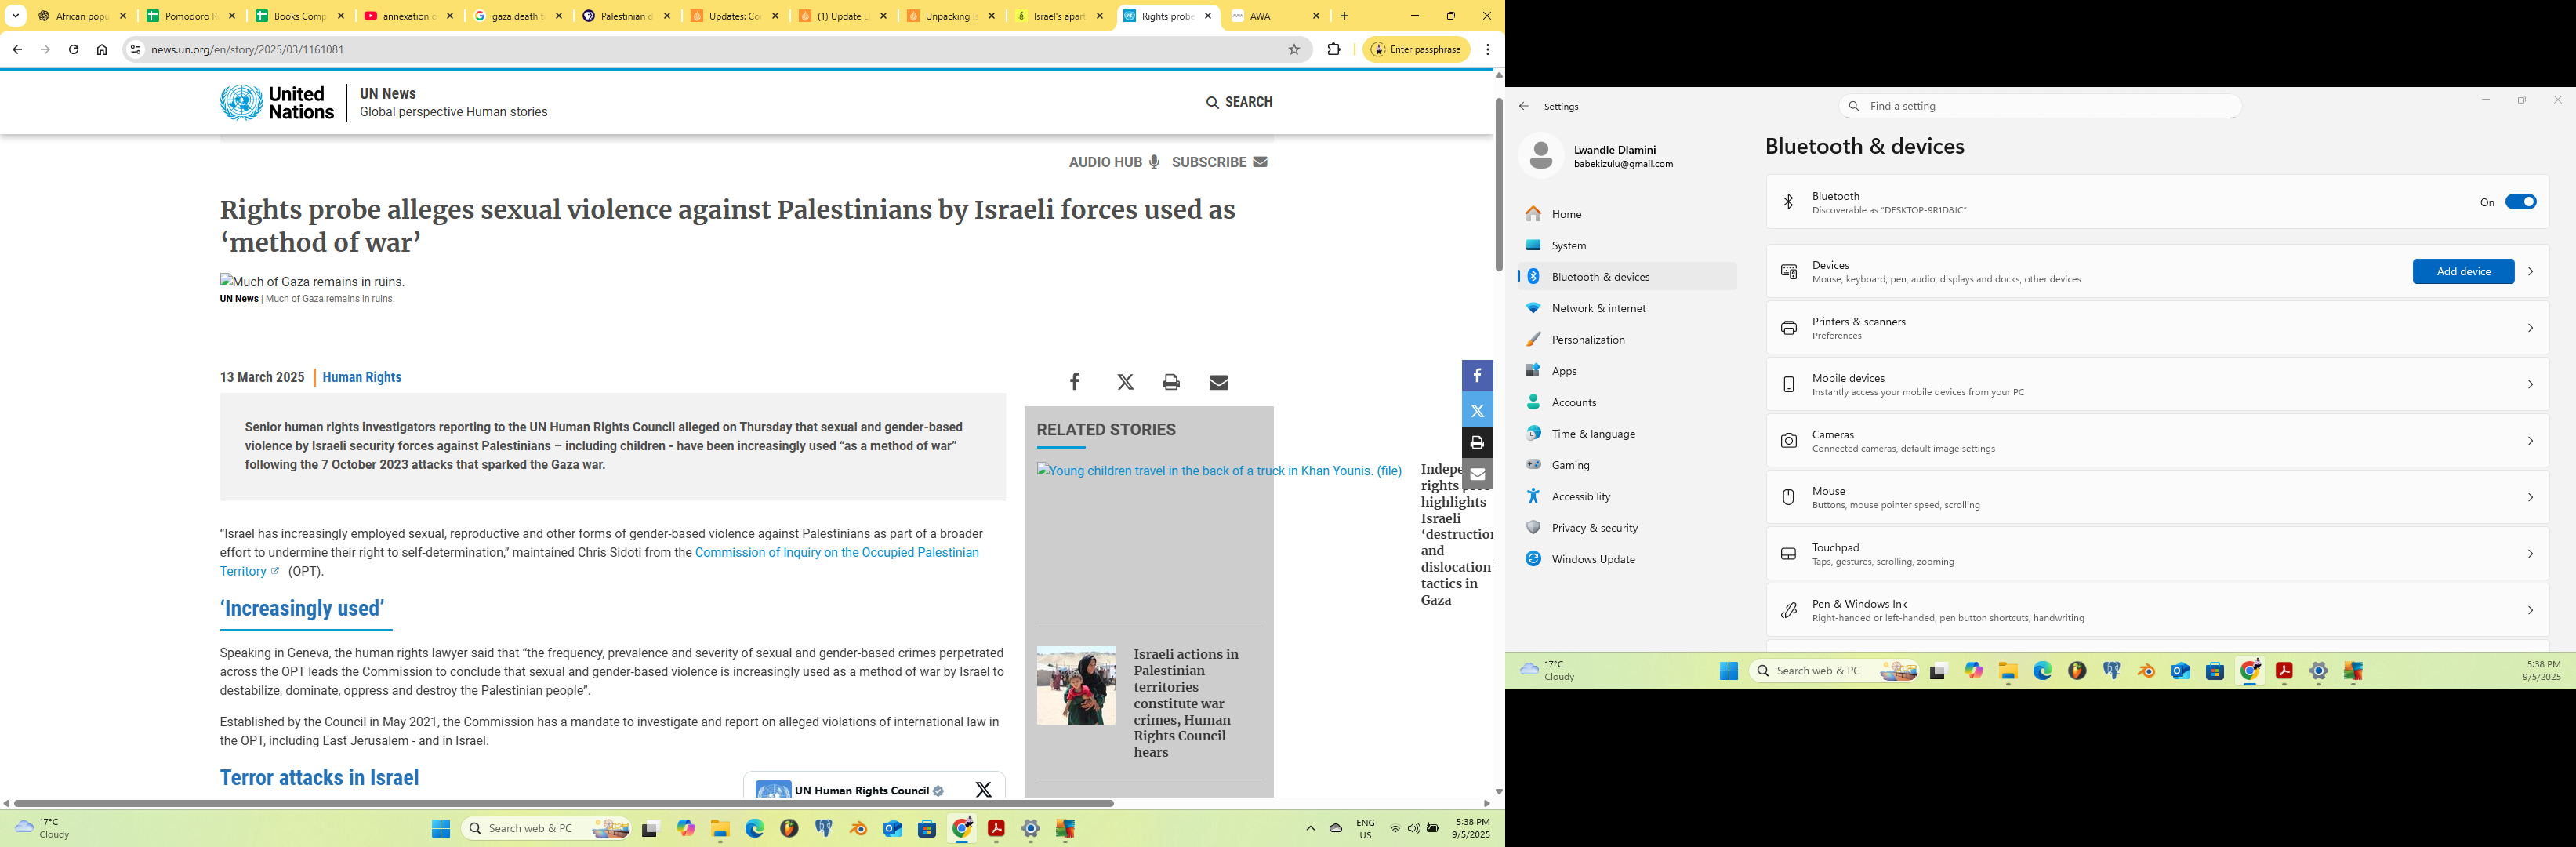 African popu
Pomodoro R
Books Comp
annexation o
gaza death t
Palestinian d
Updates: Co
(1) Update L
Unpacking I
Israel's apart
Rights probe
AWA
news.un.org/en/story/2025/03/1161081
Enter passphrase
United
Nations
UN News
Global perspective Human stories
SEARCH
AUDIO HUB
SUBSCRIBE
Rights probe alleges sexual violence against Palestinians by Israeli forces used as
‘method of war’
Much of Gaza remains in ruins.
UN News | Much of Gaza remains in ruins.
13 March 2025
Human Rights
Senior human rights investigators reporting to the UN Human Rights Council alleged on Thursday that sexual and gender-based
violence by Israeli security forces against Palestinians – including children - have been increasingly used “as a method of war”
following the 7 October 2023 attacks that sparked the Gaza war.
“Israel has increasingly employed sexual, reproductive and other forms of gender-based violence against Palestinians as part of a broader
effort to undermine their right to self-determination,” maintained Chris Sidoti from the Commission of Inquiry on the Occupied Palestinian
Territory (OPT).
‘Increasingly used’
Speaking in Geneva, the human rights lawyer said that “the frequency, prevalence and severity of sexual and gender-based crimes perpetrated
across the OPT leads the Commission to conclude that sexual and gender-based violence is increasingly used as a method of war by Israel to
destabilize, dominate, oppress and destroy the Palestinian people”.
Established by the Council in May 2021, the Commission has a mandate to investigate and report on alleged violations of international law in
the OPT, including East Jerusalem - and in Israel.
Terror attacks in Israel
UN Human Rights Council
RELATED STORIES
Young children travel in the back of a truck in Khan Younis. (file)
Indepe
rights
highlights
Israeli
‘destruction
and
dislocation’
tactics in
Gaza
Israeli actions in
Palestinian
territories
constitute war
crimes, Human
Rights Council
hears
17°C
Cloudy
Search web & PC
ENG
US
5:38 PM
9/5/2025
Settings
Find a setting
Lwandle Dlamini
babekizulu@gmail.com
Home
System
Bluetooth & devices
Network & internet
Personalization
Apps
Accounts
Time & language
Gaming
Accessibility
Privacy & security
Windows Update
Bluetooth & devices
Bluetooth
Discoverable as "DESKTOP-9R1D8JC"
On
Devices
Mouse, keyboard, pen, audio, displays and docks, other devices
Add device
Printers & scanners
Preferences
Mobile devices
Instantly access your mobile devices from your PC
Cameras
Connected cameras, default image settings
Mouse
Buttons, mouse pointer speed, scrolling
Touchpad
Taps, gestures, scrolling, zooming
Pen & Windows Ink
Right-handed or left-handed, pen button shortcuts, handwriting
17°C
Cloudy
Search web & PC
5:38 PM
9/5/2025